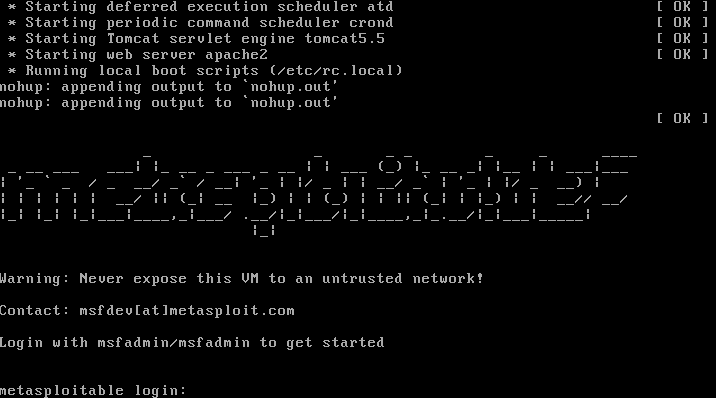 * Starting deferred execution scheduler atd [ OK ]
* Starting periodic command scheduler crond [ OK ]
* Starting Tomcat servlet engine tomcat5.5 [ OK ]
* Starting web server apache2 [ OK ]
* Running local boot scripts (/etc/rc.local)
nohup: appending output to `nohup.out'
nohup: appending output to `nohup.out'
[ OK ]
metasploitable2
Warning: Never expose this VM to an untrusted network!
Contact: msfdev[at]metasploit.com
Login with msfadmin/msfadmin to get started
metasploitable login: